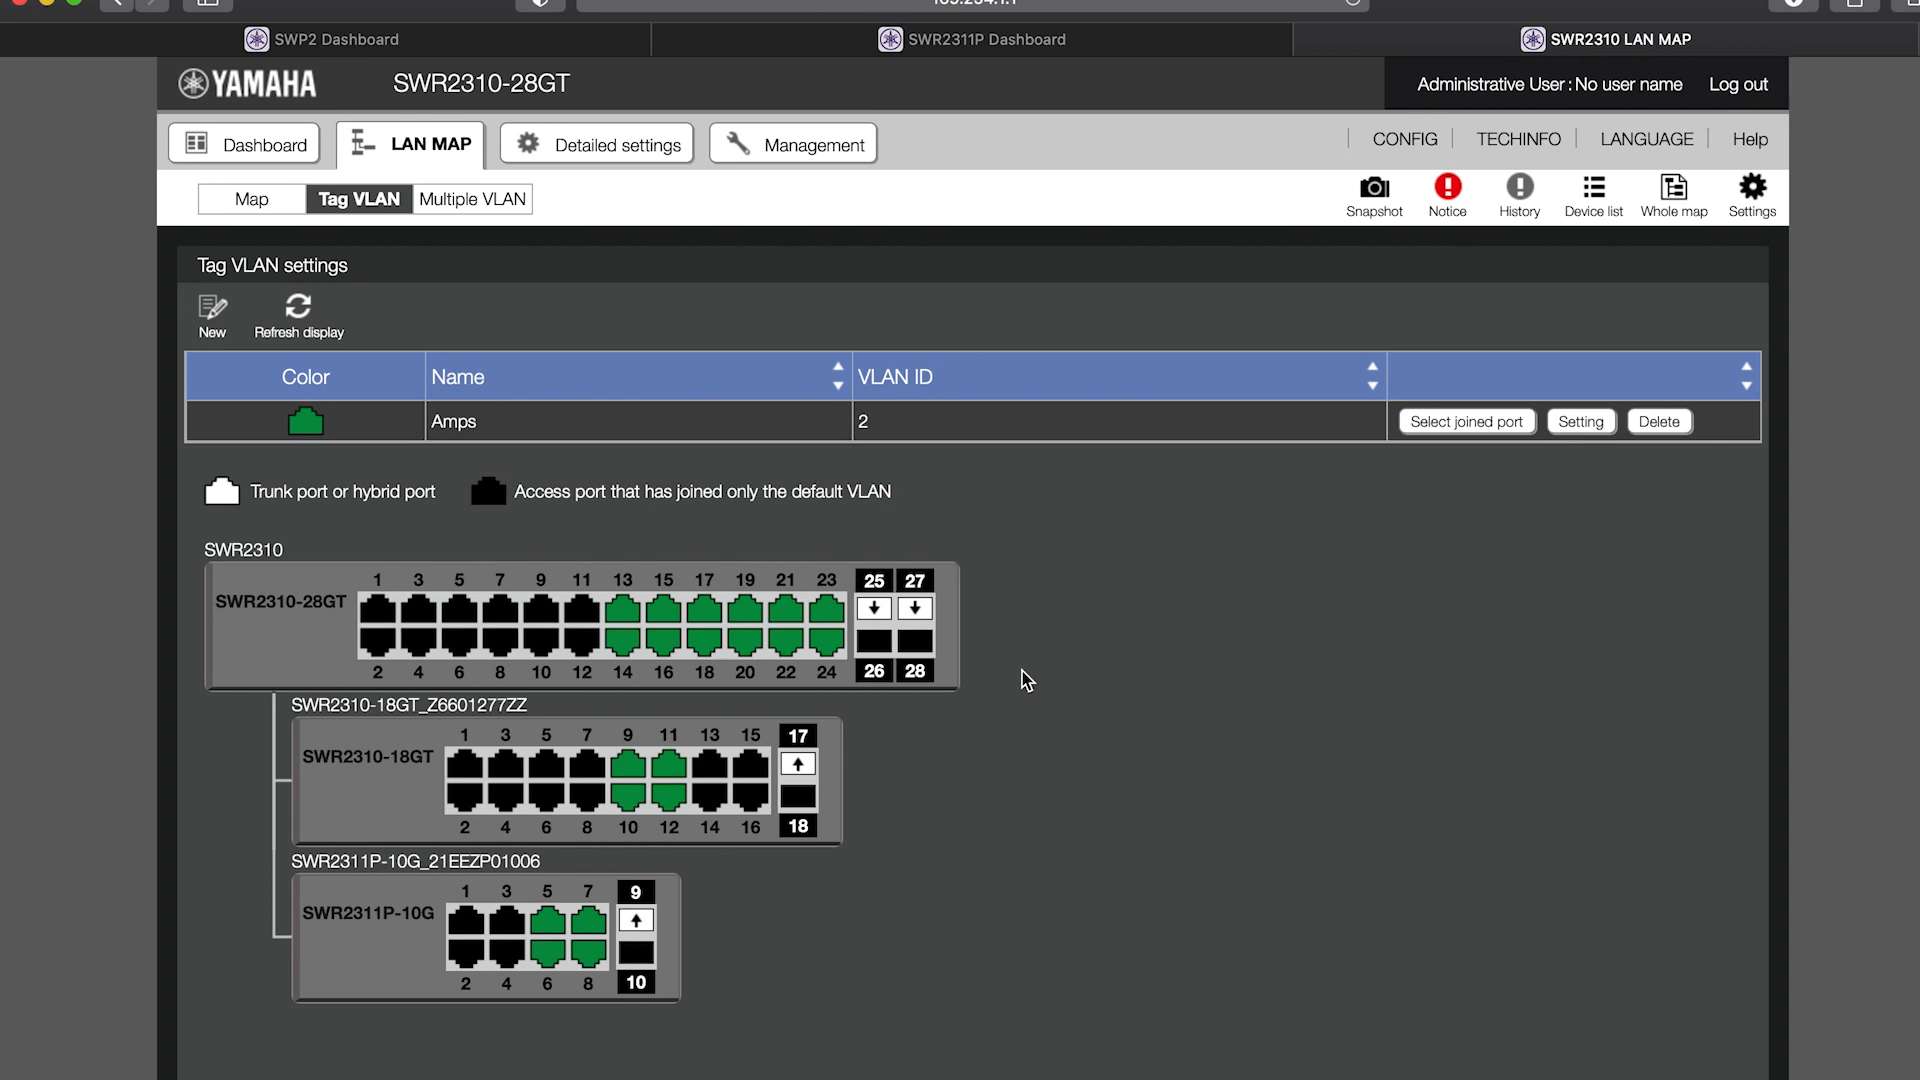 SWP2 Dashboard
SWR2311P Dashboard
SWR2310 LAN MAP
YAMAHA
SWR2310-28GT
Administrative User : No user name
Log out
Dashboard
LAN MAP
Detailed settings
Management
CONFIG
TECHINFO
LANGUAGE
Help
Map
Tag VLAN
Multiple VLAN
Snapshot
Notice
History
Device list
Whole map
Settings
Tag VLAN settings
New
Refresh display
Color
Name
VLAN ID
Amps
2
Select joined port
Setting
Delete
Trunk port or hybrid port
Access port that has joined only the default VLAN
SWR2310
1 3 5 7 9 11 13 15 17 19 21 23 25 27
SWR2310-28GT
2 4 6 8 10 12 14 16 18 20 22 24 26 28
SWR2310-18GT_Z6601277ZZ
1 3 5 7 9 11 13 15 17
SWR2310-18GT
2 4 6 8 10 12 14 16 18
SWR2311P-10G_21EEZP01006
1 3 5 7 9
SWR2311P-10G
2 4 6 8 10